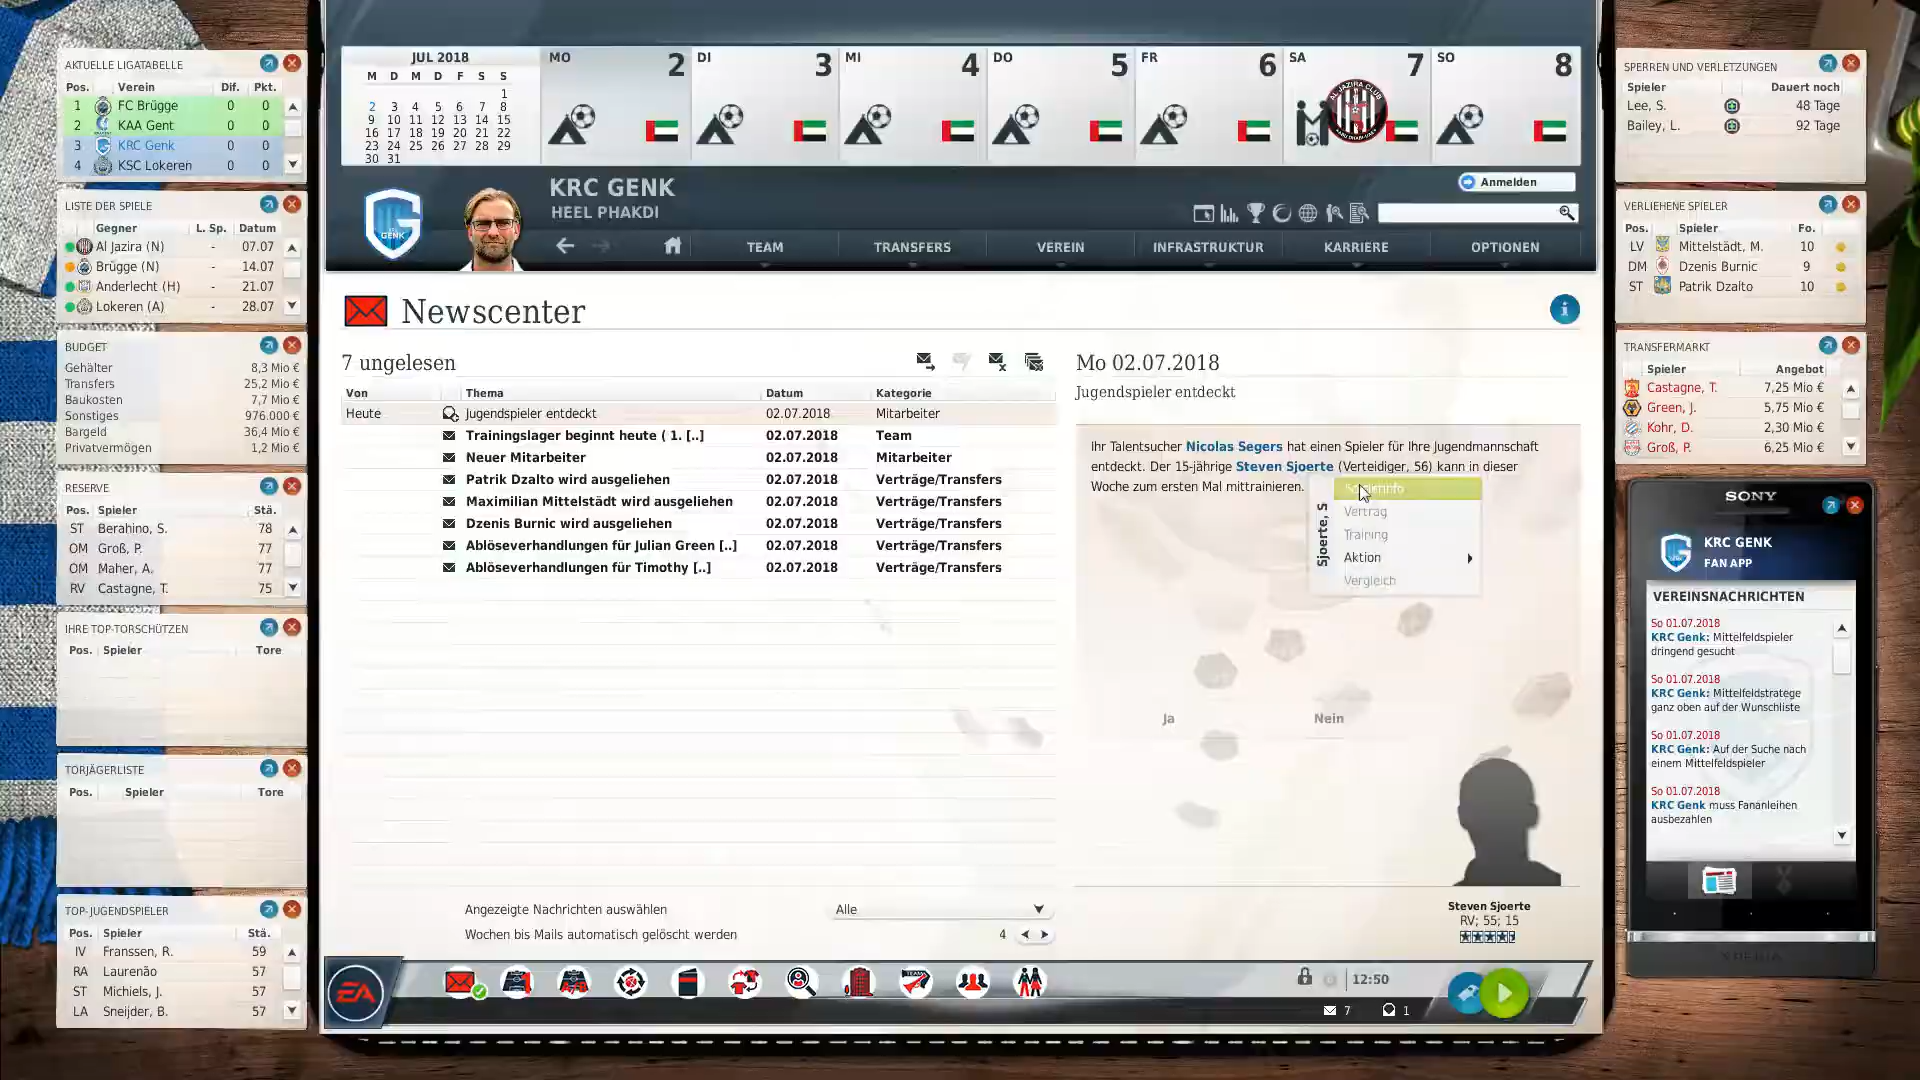 AKTUELLE LIGATABELLE
Pos. Verein Dif. Pkt.
1 FC Brügge 0 0
2 KAA Gent 0 0
3 KRC Genk 0 0
4 KSC Lokeren 0 0
LISTE DER SPIELE
Gegner L. Sp. Datum
Al Jazira (N) - 07.07
Brügge (N) - 14.07
Anderlecht (H) - 21.07
Lokeren (A) - 28.07
BUDGET
Gehälter 8,3 Mio €
Transfers 25,2 Mio €
Baukosten 7,7 Mio €
Sonstiges 976.000 €
Bargeld 36,4 Mio €
Privatvermögen 1,2 Mio €
RESERVE
Pos. Spieler Stä.
ST Berahino, S. 78
OM Groß, P. 77
OM Maher, A. 77
RV Castagne, T. 75
IHRE TOP-TORSCHÜTZEN
Pos. Spieler Tore
TORJÄGERLISTE
Pos. Spieler Tore
TOP-JUGENDSPIELER
Pos. Spieler Stä.
IV Franssen, R. 59
RA Laurenão 57
ST Michiels, J. 57
LA Sneijder, B. 57
JUL 2018
M D M D F S S
1
2 3 4 5 6 7 8
9 10 11 12 13 14 15
16 17 18 19 20 21 22
23 24 25 26 27 28 29
30 31
MO 2 DI 3 MI 4 DO 5 FR 6 SA 7 SO 8
AL JAZIRA CLUB
GENK
KRC GENK
HEEL PHAKDI
Anmelden
TEAM TRANSFERS VEREIN INFRASTRUKTUR KARRIERE OPTIONEN
Newscenter
7 ungelesen
Von Thema Datum Kategorie
Heute Jugendspieler entdeckt 02.07.2018 Mitarbeiter
Trainingslager beginnt heute ( 1. [..] 02.07.2018 Team
Neuer Mitarbeiter 02.07.2018 Mitarbeiter
Patrik Dzalto wird ausgeliehen 02.07.2018 Verträge/Transfers
Maximilian Mittelstädt wird ausgeliehen 02.07.2018 Verträge/Transfers
Dzenis Burnic wird ausgeliehen 02.07.2018 Verträge/Transfers
Ablöseverhandlungen für Julian Green [..] 02.07.2018 Verträge/Transfers
Ablöseverhandlungen für Timothy [..] 02.07.2018 Verträge/Transfers
Angezeigte Nachrichten auswählen Alle
Wochen bis Mails automatisch gelöscht werden 4
Mo 02.07.2018
Jugendspieler entdeckt
Ihr Talentsucher Nicolas Segers hat einen Spieler für Ihre Jugendmannschaft
entdeckt. Der 15-jährige Steven Sjoerte (Verteidiger, 56) kann in dieser
Woche zum ersten Mal mittrainieren.
Sjoerte, S
Vertrag
Training
Aktion
Vergleich
Ja Nein
Steven Sjoerte
RV; 55; 15
EA
12:50
7 1
SPERREN UND VERLETZUNGEN
Spieler Dauert noch
Lee, S. 48 Tage
Bailey, L. 92 Tage
VERLIEHENE SPIELER
Pos. Spieler Fo.
LV Mittelstädt, M. 10
DM Dzenis Burnic 9
ST Patrik Dzalto 10
TRANSFERMARKT
Spieler Angebot
Castagne, T. 7,25 Mio €
Green, J. 5,75 Mio €
Kohr, D. 2,30 Mio €
Groß, P. 6,25 Mio €
SONY
KRC GENK
FAN APP
VEREINSNACHRICHTEN
So 01.07.2018
KRC Genk: Mittelfeldspieler
dringend gesucht
So 01.07.2018
KRC Genk: Mittelfeldstratege
ganz oben auf der Wunschliste
So 01.07.2018
KRC Genk: Auf der Suche nach
einem Mittelfeldspieler
So 01.07.2018
KRC Genk muss Fananleihen
ausbezahlen
XPERIA